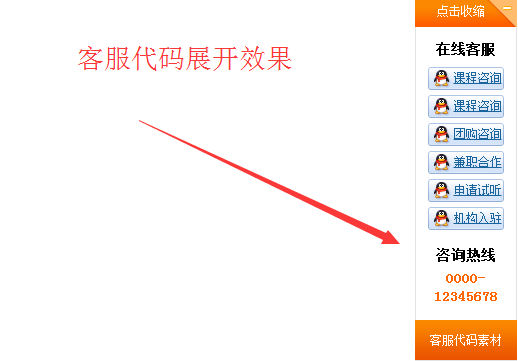 点击收缩
客服代码展开效果
在线客服
课程咨询
课程咨询
团购咨询
兼职合作
申请试听
机构入驻
咨询热线
0000-
12345678
客服代码素材